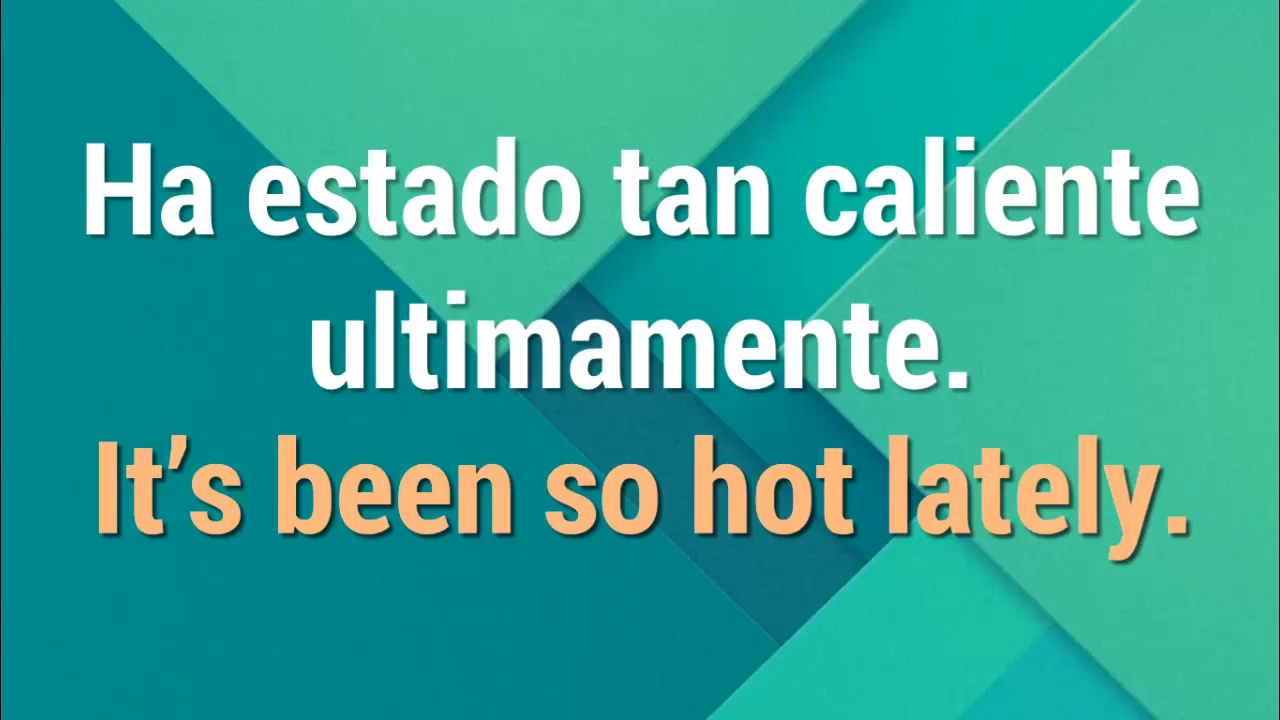 Ha estado tan caliente
ultimamente.
It’s been so hot lately.